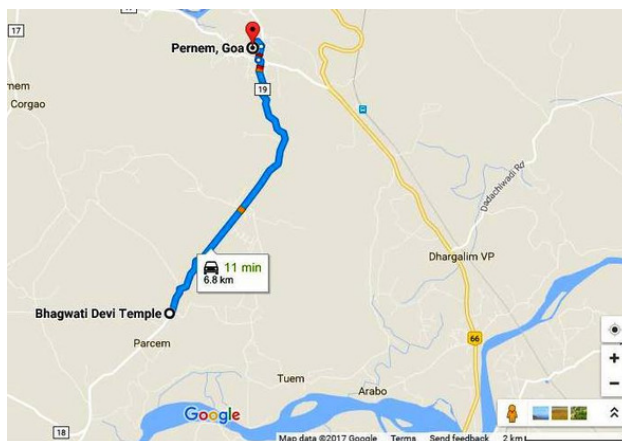 17
Pernem, Goa
19
Corgao
Dadachiwadi Rd
Dhargalim VP
11 min
6.8 km
Bhagwati Devi Temple
Parcem
66
Tuem
Arabo
18
Google
Map data ©2017 Google Terms Send feedback 2 km